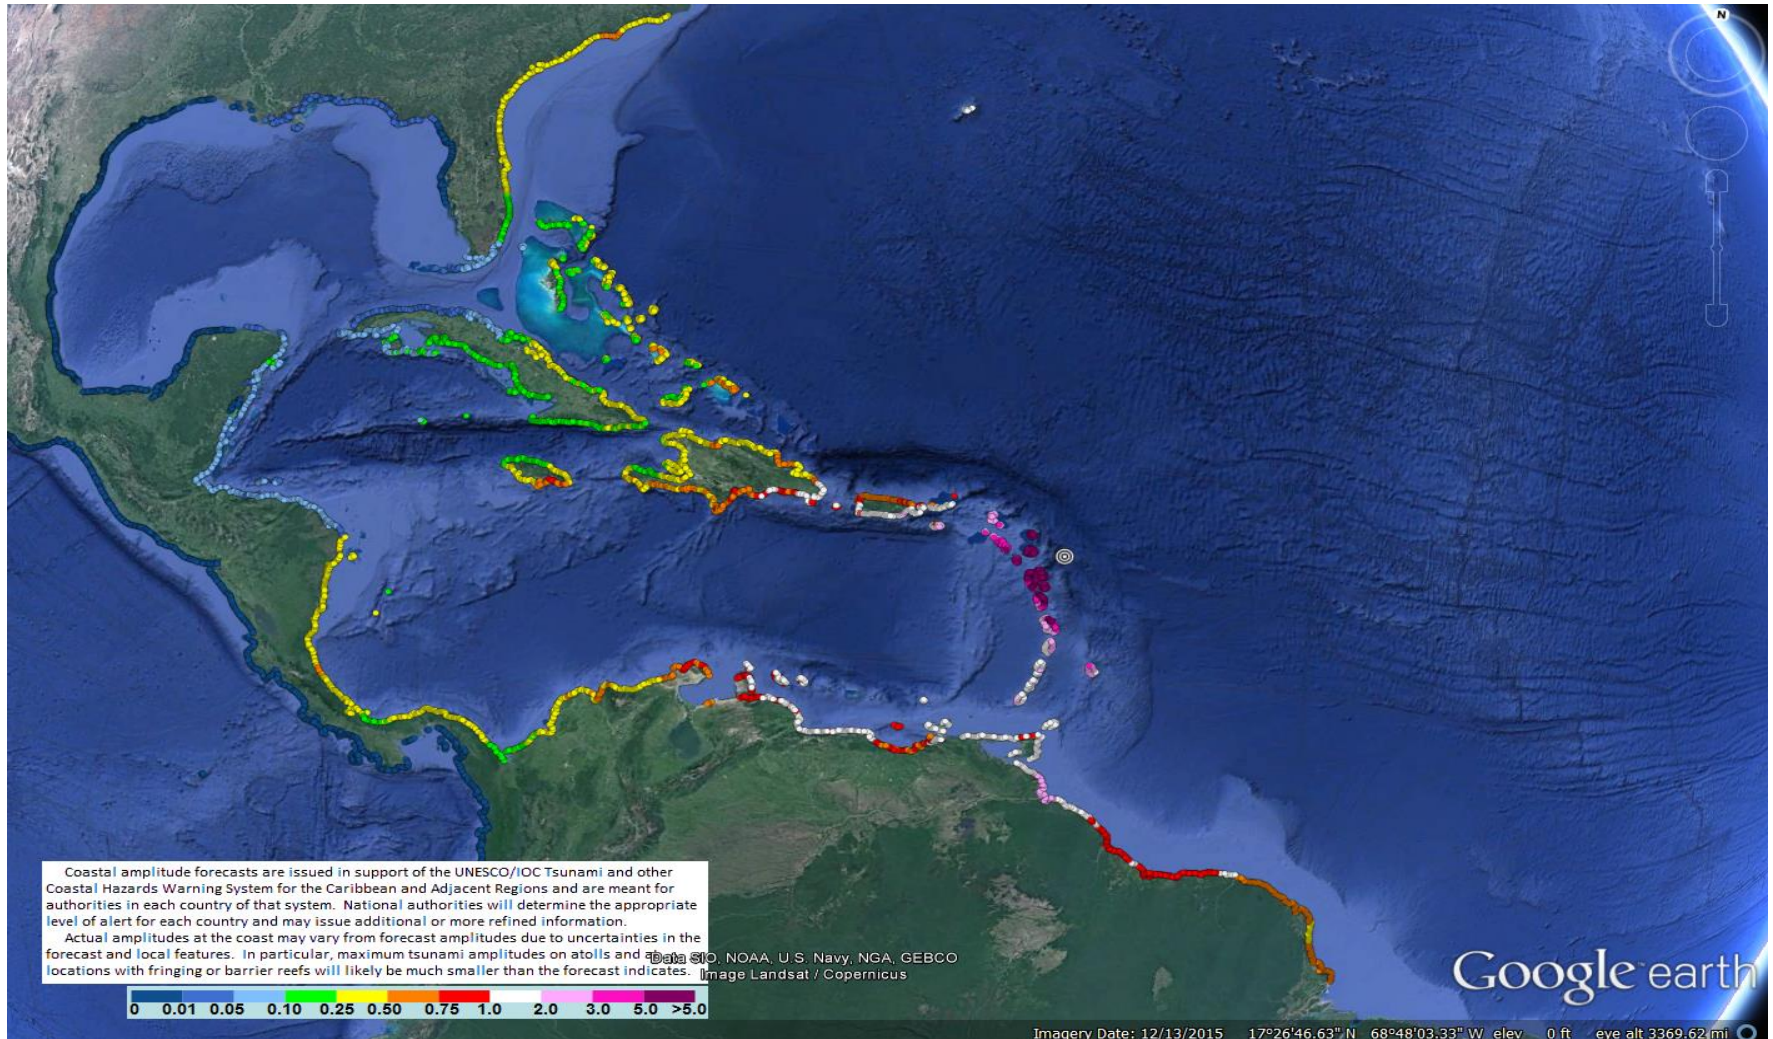 N
Coastal amplitude forecasts are issued in support of the UNESCO/IOC Tsunami and other
Coastal Hazards Warning System for the Caribbean and Adjacent Regions and are meant for
authorities in each country of that system. National authorities will determine the appropriate
level of alert for each country and may issue additional or more refined information.
Actual amplitudes at the coast may vary from forecast amplitudes due to uncertainties in the
forecast and local features. In particular, maximum tsunami amplitudes on atolls and at
locations with fringing or barrier reefs will likely be much smaller than the forecast indicates.
Data SIO, NOAA, U.S. Navy, NGA, GEBCO
Image Landsat / Copernicus
Google earth
0 0.01 0.05 0.10 0.25 0.50 0.75 1.0 2.0 3.0 5.0 >5.0
Imagery Date: 12/13/2015 17°26'46.63" N 68°48'03.33" W elev 0 ft eye alt 3369.62 mi